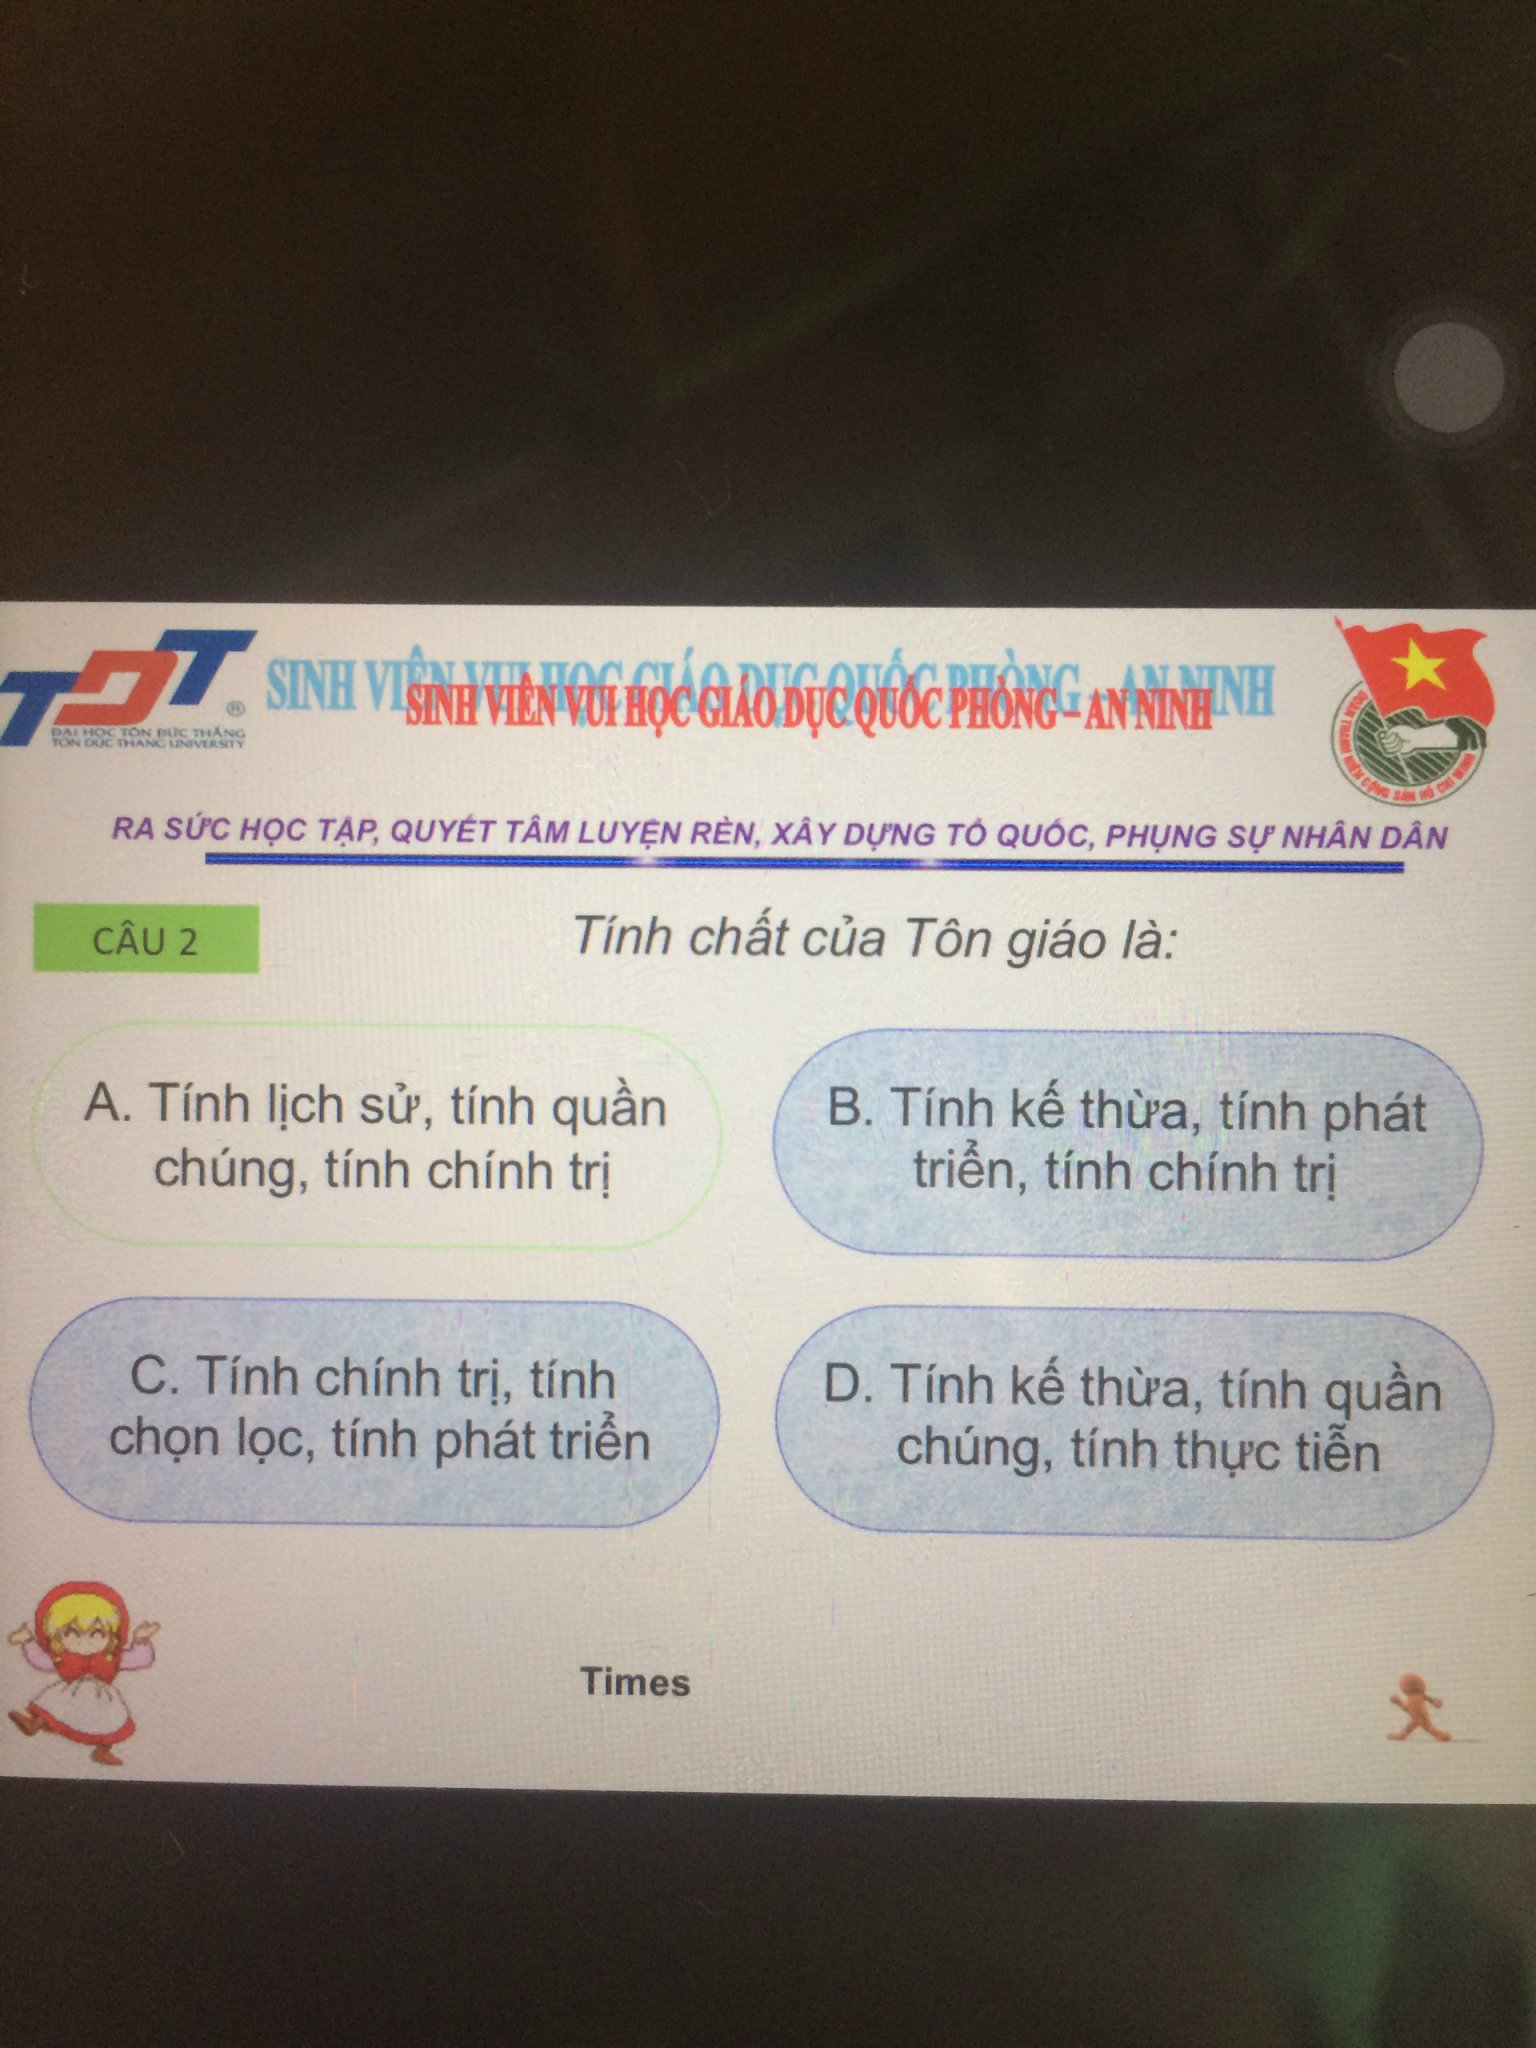 TDT
®
ĐẠI HỌC TÔN ĐỨC THẮNG
TON DUC THANG UNIVERSITY
SINH VIÊN VUI HỌC GIÁO DỤC QUỐC PHÒNG - AN NINH
SINH VIÊN VUI HỌC GIÁO DỤC QUỐC PHÒNG – AN NINH
ĐOÀN THANH NIÊN CỘNG SẢN HỒ CHÍ MINH
RA SỨC HỌC TẬP, QUYẾT TÂM LUYỆN RÈN, XÂY DỰNG TỔ QUỐC, PHỤNG SỰ NHÂN DÂN
CÂU 2
Tính chất của Tôn giáo là:
A. Tính lịch sử, tính quần
chúng, tính chính trị
B. Tính kế thừa, tính phát
triển, tính chính trị
C. Tính chính trị, tính
chọn lọc, tính phát triển
D. Tính kế thừa, tính quần
chúng, tính thực tiễn
Times